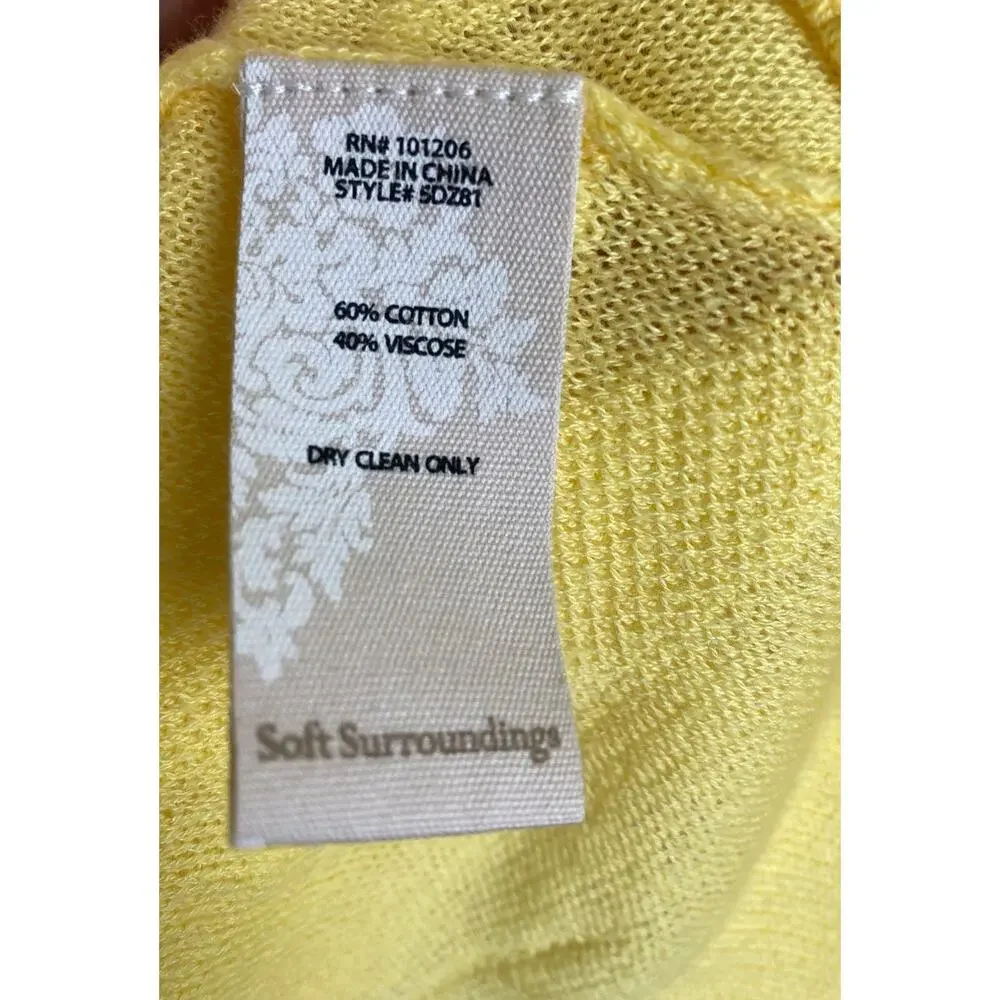 RN# 101206
MADE IN CHINA
STYLE# 5DZ81
60% COTTON
40% VISCOSE
DRY CLEAN ONLY
Soft Surroundings